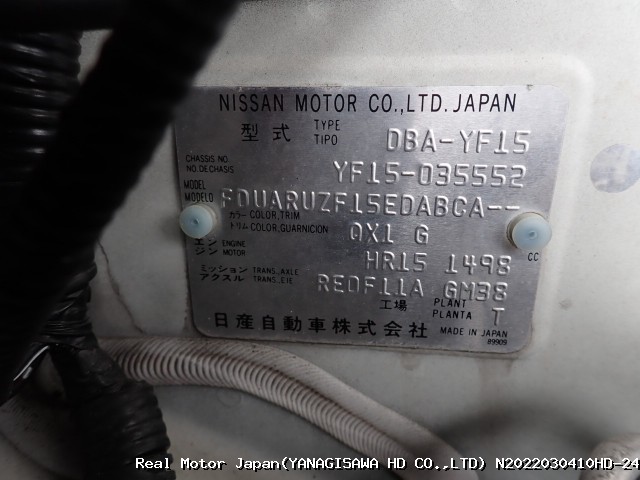 NISSAN MOTOR CO.,LTD. JAPAN
型式 TYPE TIPO DBA-YF15
CHASSIS NO. NO.DE CHASIS YF15-035552
MODEL MODELO FDUARUZF15EDABCA--
カラー COLOR,TRIM
トリム COLOR,GUARNICION QX1 G
エンジン ENGINE MOTOR HR15 1498 CC
ミッション TRANS.,AXLE
アクスル TRANS.,EJE RE0F11A GM38
工場 PLANT PLANTA T
日産自動車株式会社 MADE IN JAPAN
89909
Real Motor Japan(YANAGISAWA HD CO.,LTD) N2022030410HD-24